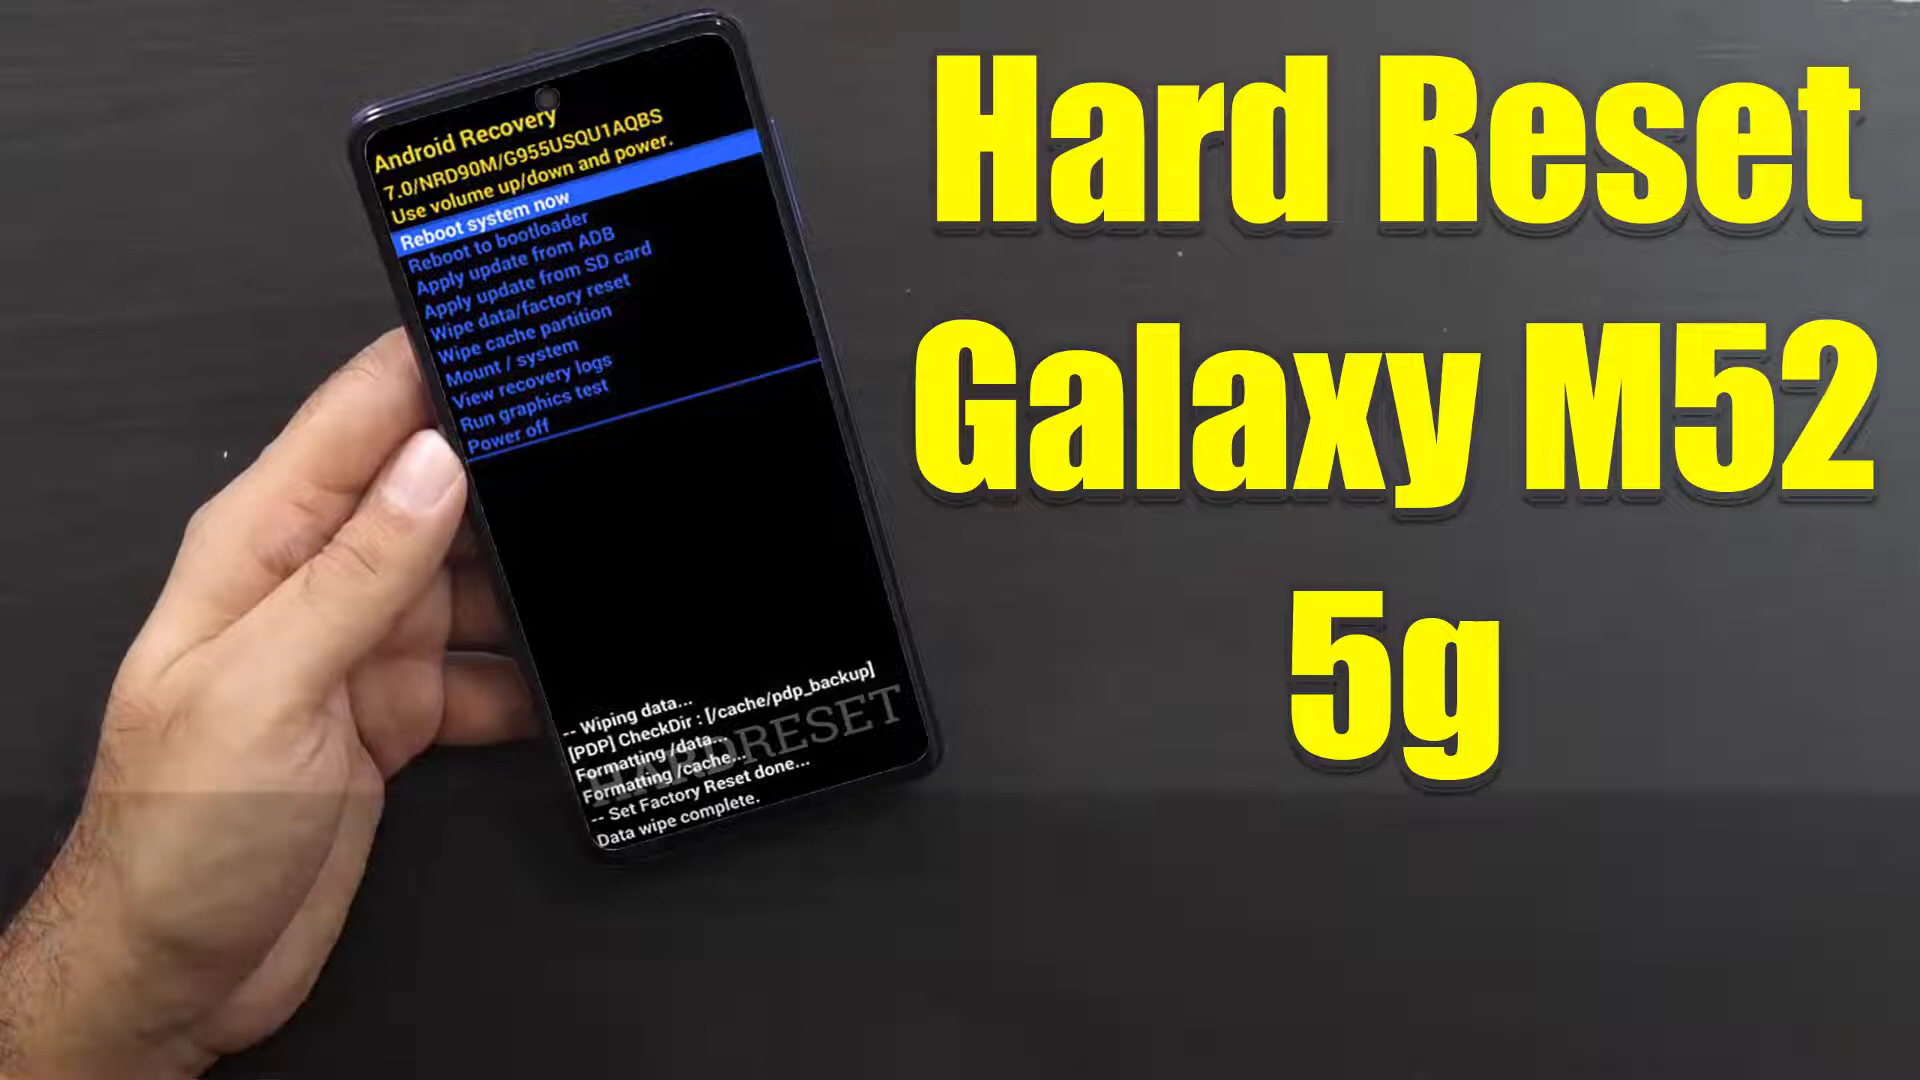 Hard Reset
Galaxy M52
5g
Android Recovery
7.0/NRD90M/G955USQU1AQBS
Use volume up/down and power.
Reboot system now
Reboot to bootloader
Apply update from ADB
Apply update from SD card
Wipe data/factory reset
Wipe cache partition
Mount / system
View recovery logs
Run graphics test
Power off
-- Wiping data...
[PDP] CheckDir : [/cache/pdp_backup]
Formatting /data...
Formatting /cache...
-- Set Factory Reset done...
Data wipe complete.
HARDRESET